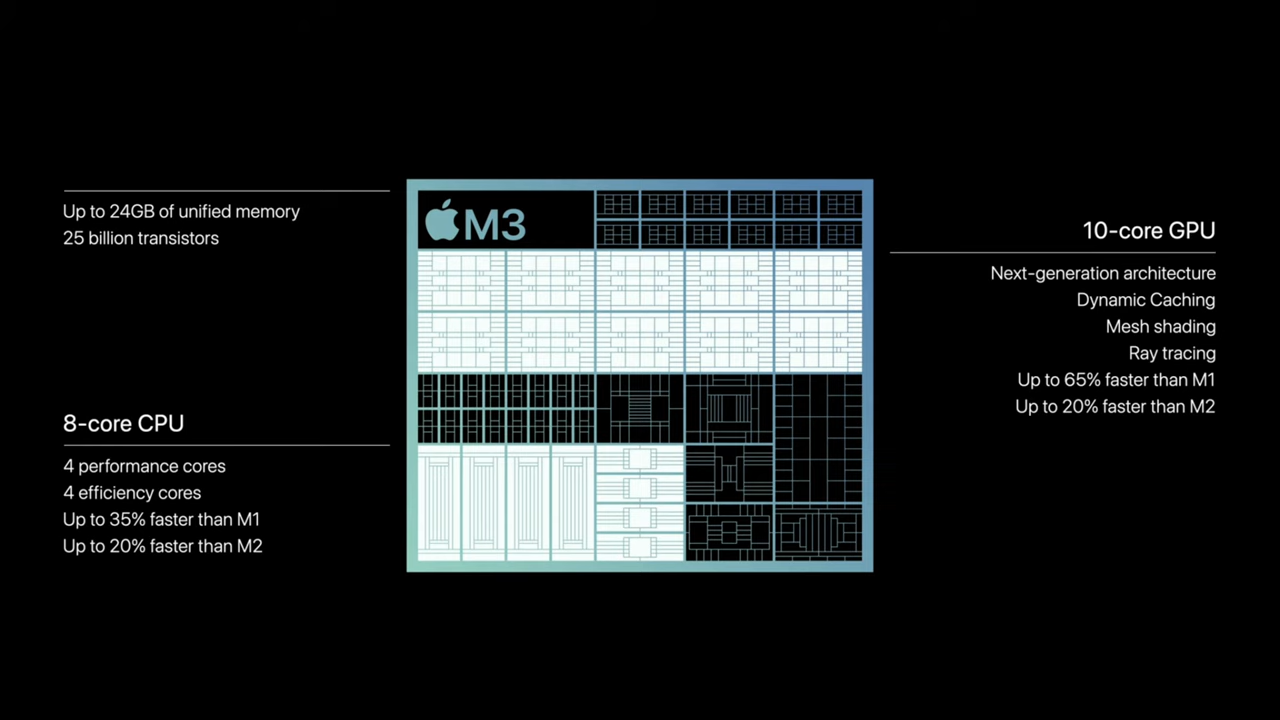 Up to 24GB of unified memory
25 billion transistors
8-core CPU
4 performance cores
4 efficiency cores
Up to 35% faster than M1
Up to 20% faster than M2
M3
10-core GPU
Next-generation architecture
Dynamic Caching
Mesh shading
Ray tracing
Up to 65% faster than M1
Up to 20% faster than M2